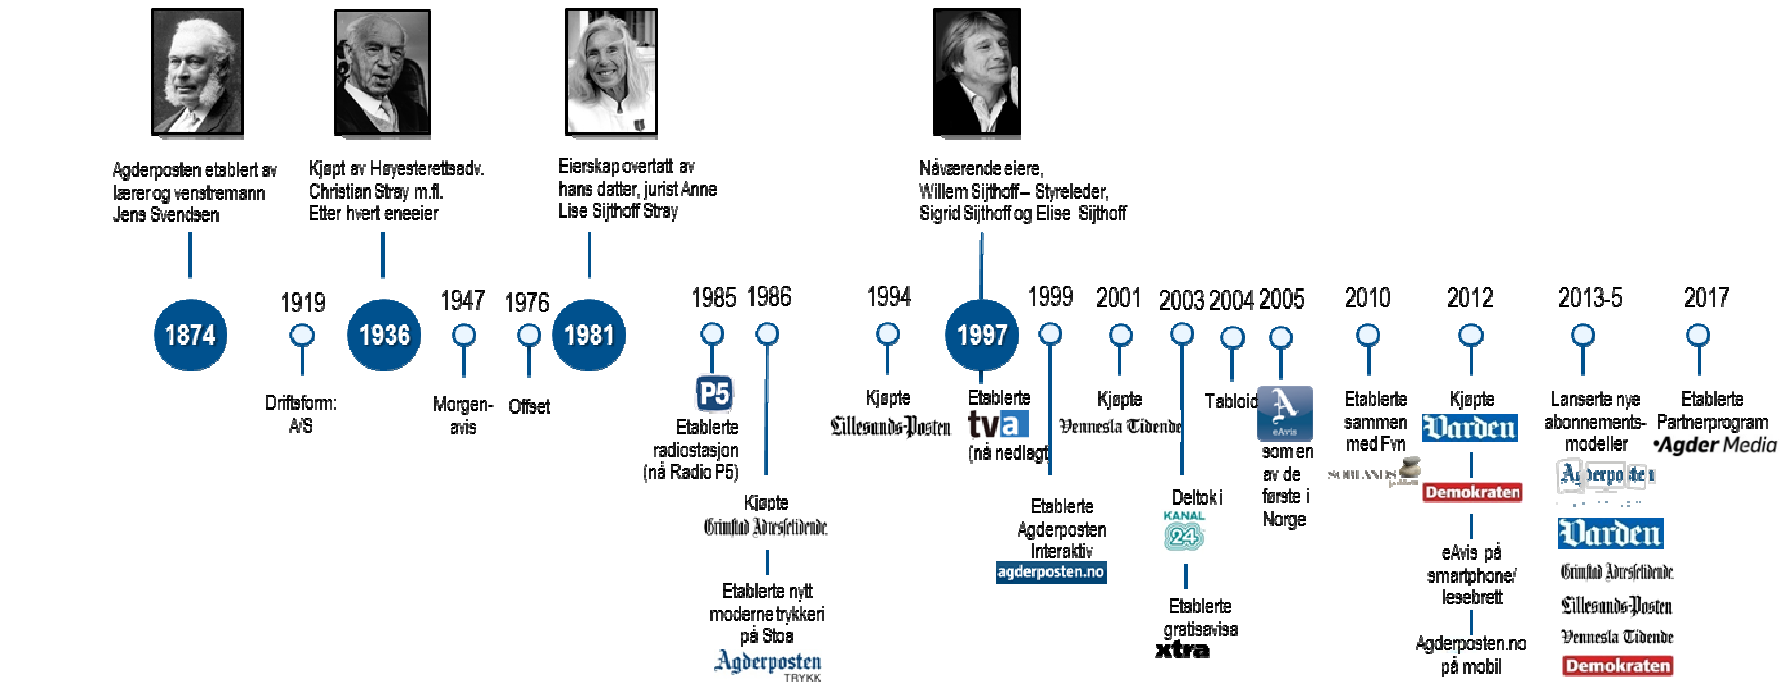 Agderposten etablert av
lærer og venstremann
Jens Svendsen
Kjøpt av Høyesterettsadv.
Christian Stray m.fl.
Etter hvert eneeier
Eierskap overtatt av
hans datter, jurist Anne
Lise Sijthoff Stray
Nåværende eiere,
Willem Sijthoff – Styreleder,
Sigrid Sijthoff og Elise Sijthoff
1874
1919
Driftsform:
A/S
1936
1947
Morgen-
avis
1976
Offset
1981
1985
P5
Etablerte
radiostasjon
(nå Radio P5)
1986
Kjøpte
Grimstad Adressetidende
Etablerte nytt
moderne trykkeri
på Stoa
Agderposten
TRYKK
1994
Kjøpte
Lillesands-Posten
1997
Etablerte
tva
(nå nedlagt)
1999
Etablerte
Agderposten
Interaktiv
agderposten.no
2001
Kjøpte
Vennesla Tidende
2003
Deltok i
KANAL
24
Etablerte
gratisavisa
xtra
2004
Tabloid
2005
A
eAvis
som en
av de
første i
Norge
2010
Etablerte
sammen
med Fvn
2012
Kjøpte
Varden
Demokraten
eAvis på
smartphone/
lesebrett
Agderposten.no
på mobil
2013-5
Lanserte nye
abonnements-
modeller
Agderposten
Varden
Grimstad Adressetidende
Lillesands-Posten
Vennesla Tidende
Demokraten
2017
Etablerte
Partnerprogram
•Agder Media